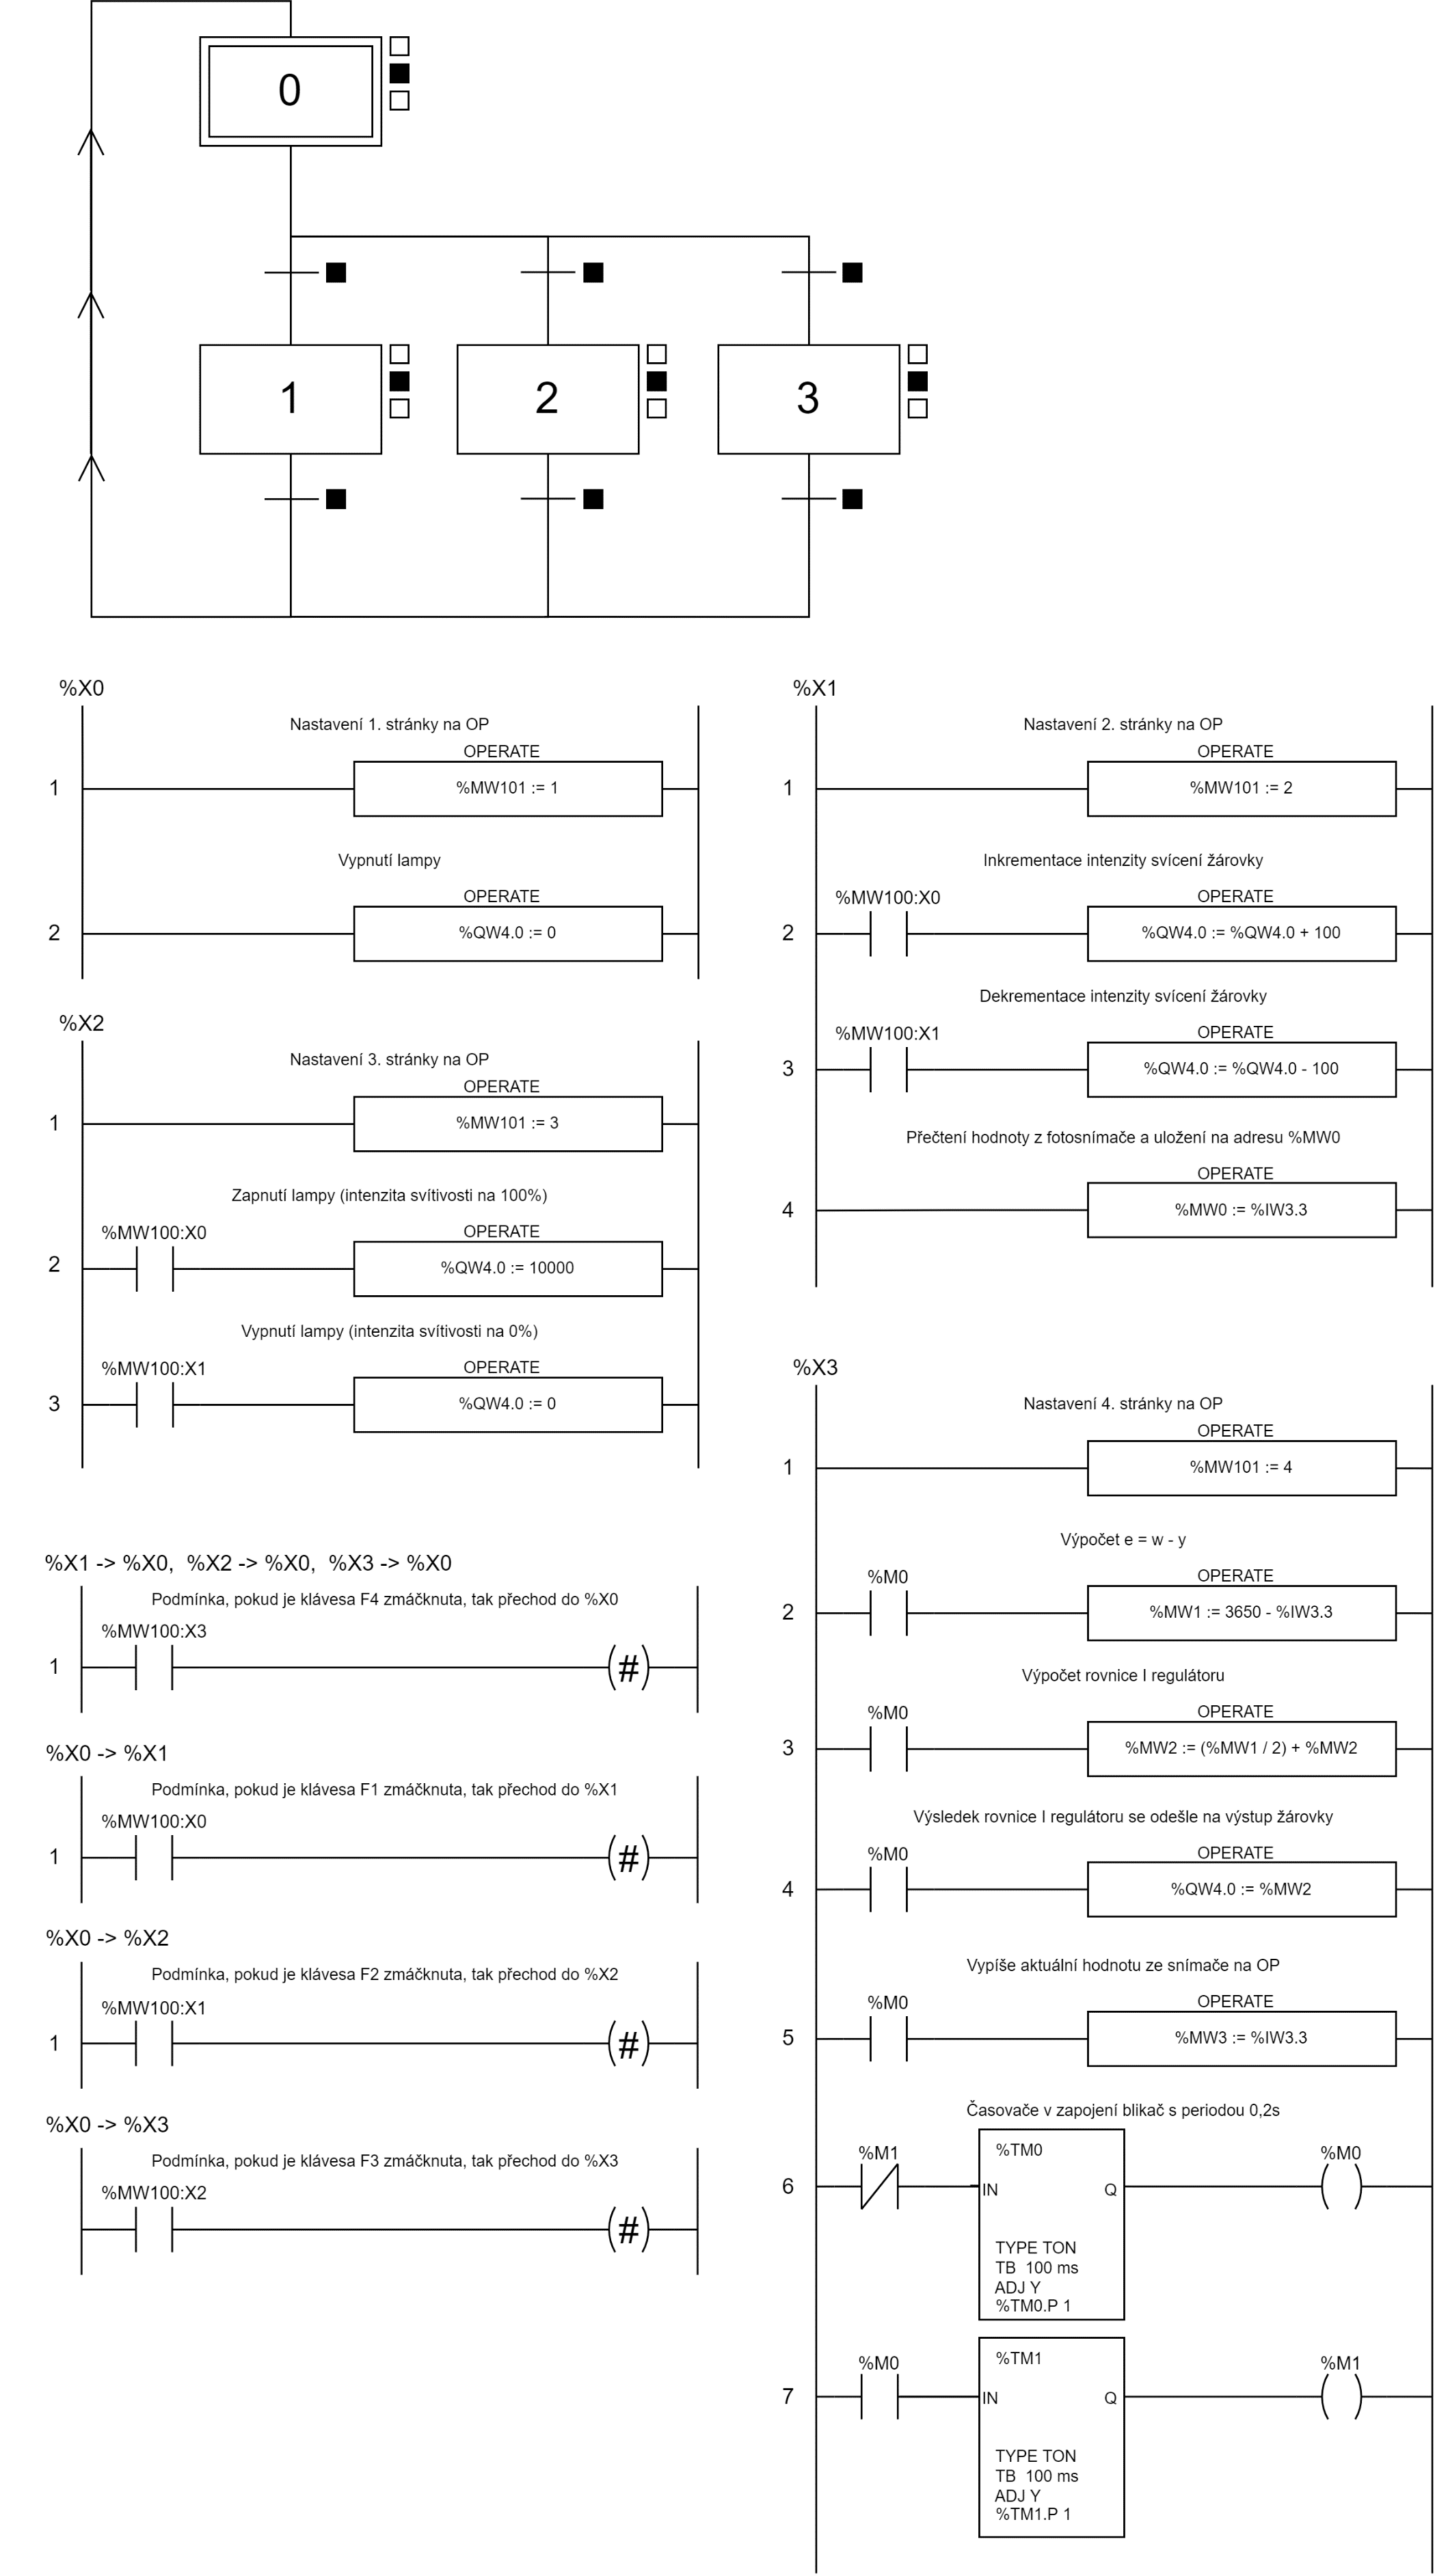 0
1
2
3
%X0
Nastavení 1. stránky na OP
OPERATE
1
%MW101 := 1
Vypnutí lampy
OPERATE
2
%QW4.0 := 0
%X1
Nastavení 2. stránky na OP
OPERATE
1
%MW101 := 2
Inkrementace intenzity svícení žárovky
%MW100:X0
OPERATE
2
%QW4.0 := %QW4.0 + 100
Dekrementace intenzity svícení žárovky
%MW100:X1
OPERATE
3
%QW4.0 := %QW4.0 - 100
Přečtení hodnoty z fotosnímače a uložení na adresu %MW0
OPERATE
4
%MW0 := %IW3.3
%X2
Nastavení 3. stránky na OP
OPERATE
1
%MW101 := 3
Zapnutí lampy (intenzita svítivosti na 100%)
%MW100:X0
OPERATE
2
%QW4.0 := 10000
Vypnutí lampy (intenzita svítivosti na 0%)
%MW100:X1
OPERATE
3
%QW4.0 := 0
%X3
Nastavení 4. stránky na OP
OPERATE
1
%MW101 := 4
Výpočet e = w - y
%M0
OPERATE
2
%MW1 := 3650 - %IW3.3
Výpočet rovnice I regulátoru
%M0
OPERATE
3
%MW2 := (%MW1 / 2) + %MW2
Výsledek rovnice I regulátoru se odešle na výstup žárovky
%M0
OPERATE
4
%QW4.0 := %MW2
Vypíše aktuální hodnotu ze snímače na OP
%M0
OPERATE
5
%MW3 := %IW3.3
Časovače v zapojení blikač s periodou 0,2s
%M1
%TM0
%M0
6
IN
Q
TYPE TON
TB 100 ms
ADJ Y
%TM0.P 1
%M0
%TM1
%M1
7
IN
Q
TYPE TON
TB 100 ms
ADJ Y
%TM1.P 1
%X1 -> %X0, %X2 -> %X0, %X3 -> %X0
Podmínka, pokud je klávesa F4 zmáčknuta, tak přechod do %X0
%MW100:X3
1
(#)
%X0 -> %X1
Podmínka, pokud je klávesa F1 zmáčknuta, tak přechod do %X1
%MW100:X0
1
(#)
%X0 -> %X2
Podmínka, pokud je klávesa F2 zmáčknuta, tak přechod do %X2
%MW100:X1
1
(#)
%X0 -> %X3
Podmínka, pokud je klávesa F3 zmáčknuta, tak přechod do %X3
%MW100:X2
(#)